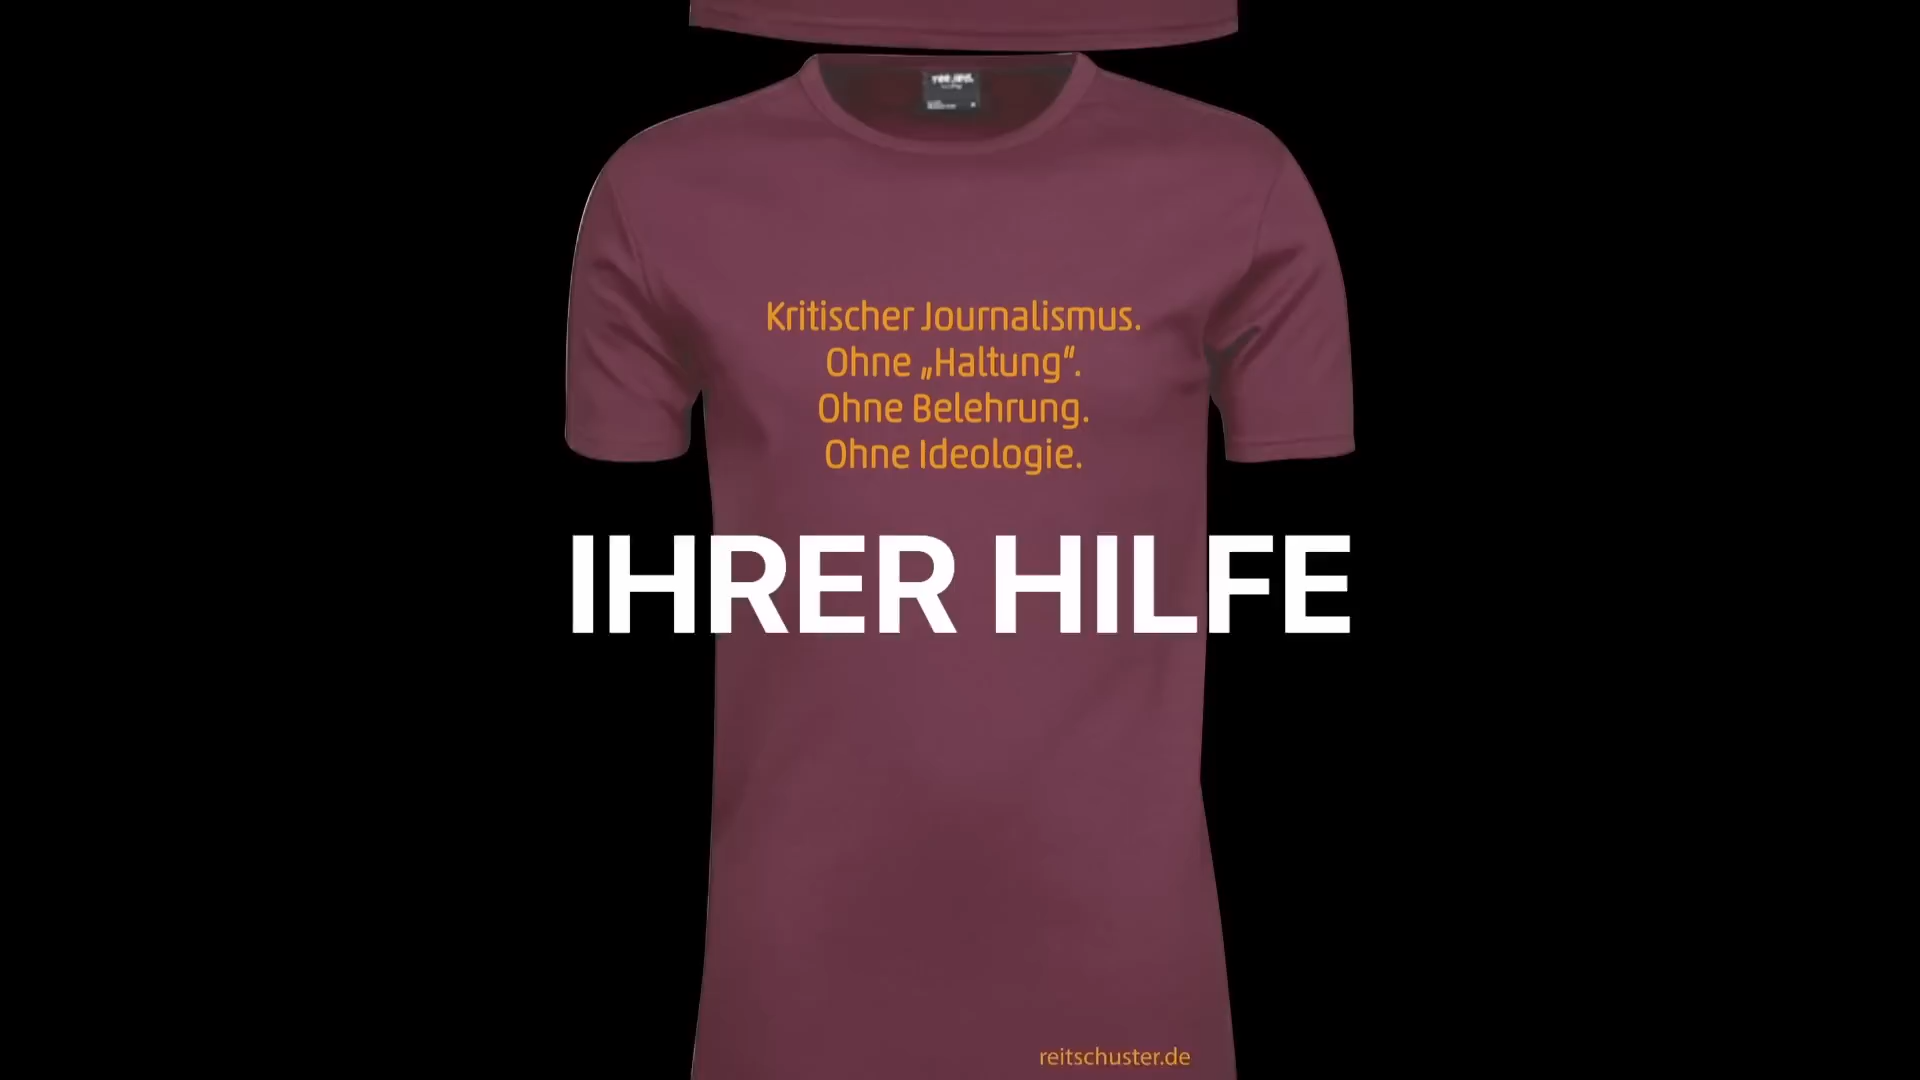 Kritischer Journalismus.
Ohne „Haltung“.
Ohne Belehrung.
Ohne Ideologie.
IHRER HILFE
reitschuster.de